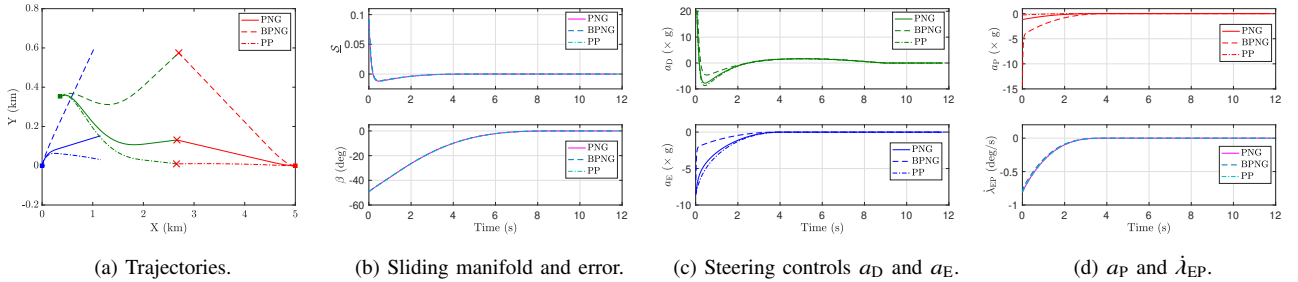 0.8
0.6
0.4
0.2
0
-0.2
Y (km)
0 1 2 3 4 5
X (km)
PNG
BPNG
PP
0.1
0.05
0
S
0 2 4 6 8 10 12
PNG
BPNG
PP
0
-20
-40
-60
β (deg)
0 2 4 6 8 10 12
Time (s)
PNG
BPNG
PP
20
10
0
-10
a_D (× g)
0 2 4 6 8 10 12
PNG
BPNG
PP
0
-5
-10
a_E (× g)
0 2 4 6 8 10 12
Time (s)
PNG
BPNG
PP
0
-5
-10
-15
a_P (× g)
0 2 4 6 8 10 12
PNG
BPNG
PP
0
-0.5
-1
λ̇_EP (deg/s)
0 2 4 6 8 10 12
Time (s)
PNG
BPNG
PP
(a) Trajectories.
(b) Sliding manifold and error.
(c) Steering controls a_D and a_E.
(d) a_P and λ̇_EP.